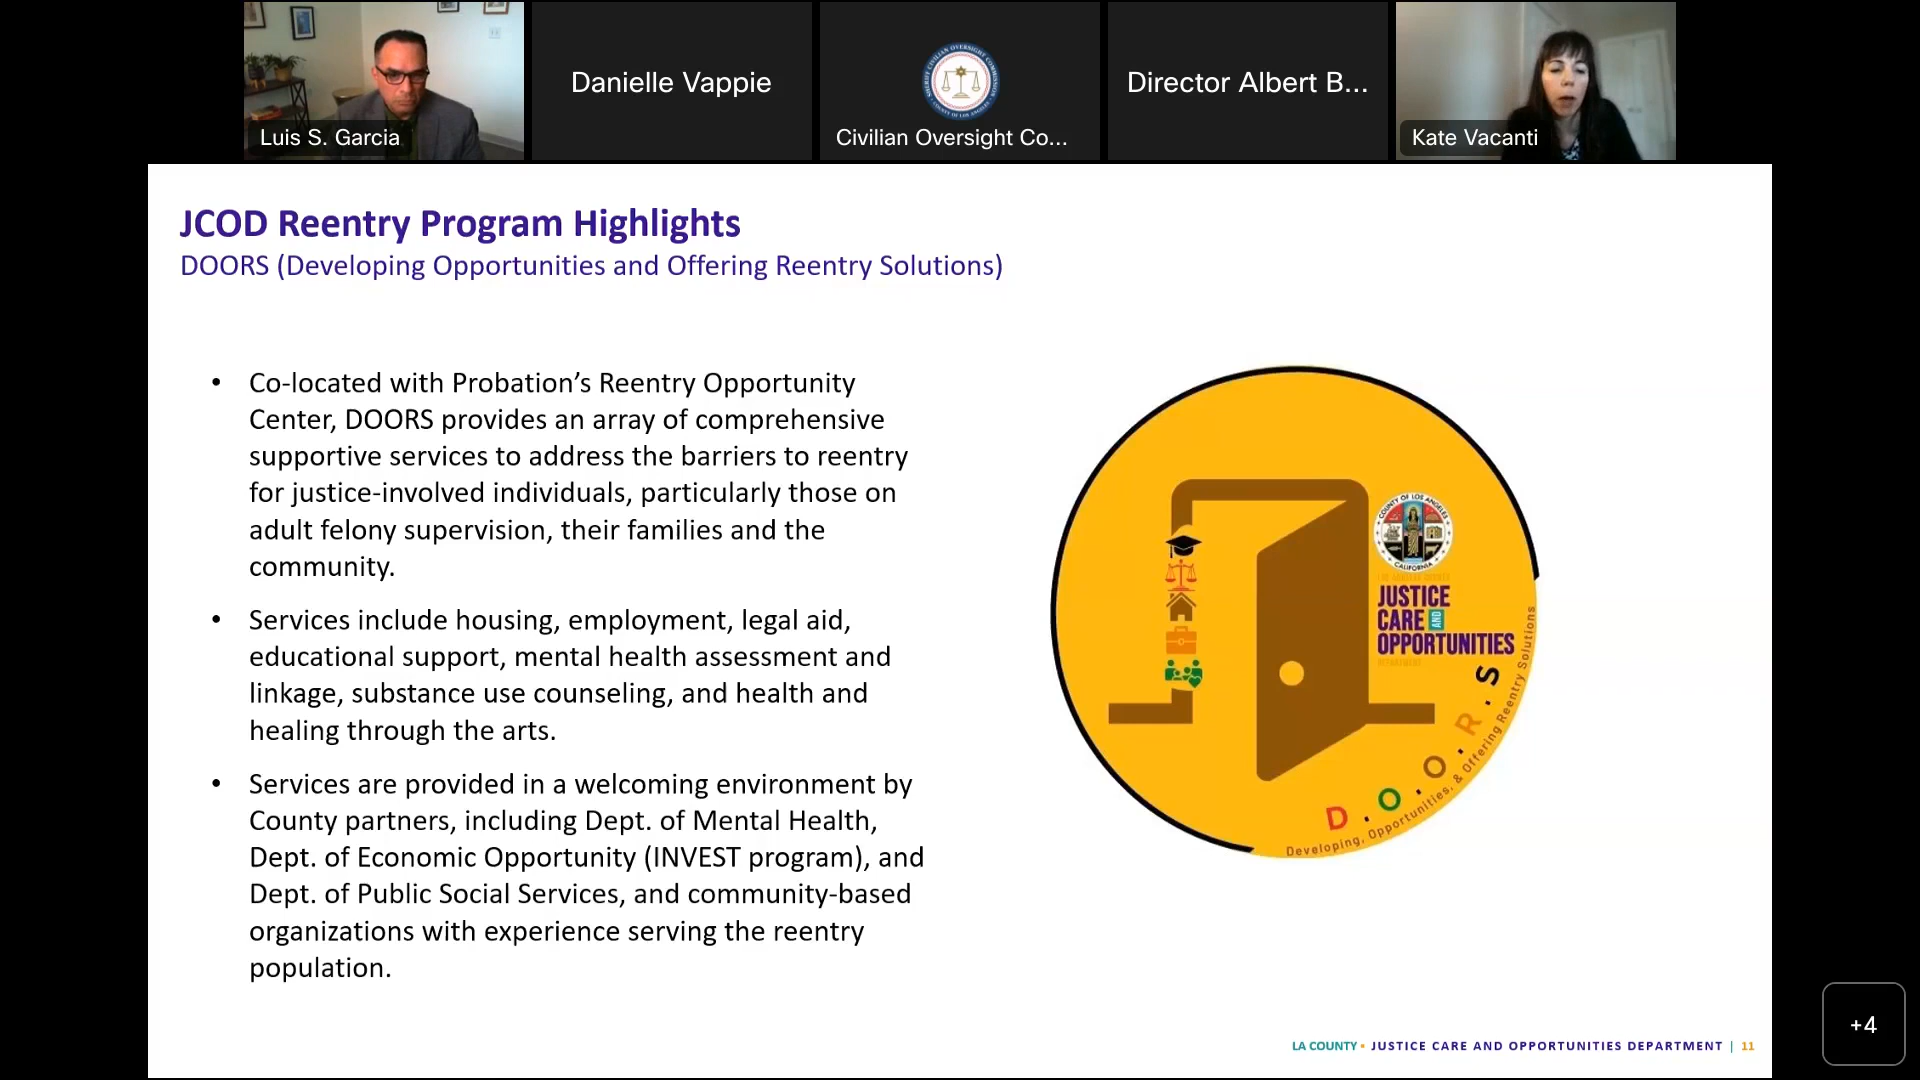 Danielle Vappie
Director Albert B...
Luis S. Garcia
Civilian Oversight Co...
Kate Vacanti
JCOD Reentry Program Highlights
DOORS (Developing Opportunities and Offering Reentry Solutions)
• Co-located with Probation’s Reentry Opportunity
Center, DOORS provides an array of comprehensive
supportive services to address the barriers to reentry
for justice-involved individuals, particularly those on
adult felony supervision, their families and the
community.
• Services include housing, employment, legal aid,
educational support, mental health assessment and
linkage, substance use counseling, and health and
healing through the arts.
• Services are provided in a welcoming environment by
County partners, including Dept. of Mental Health,
Dept. of Economic Opportunity (INVEST program), and
Dept. of Public Social Services, and community-based
organizations with experience serving the reentry
population.
COUNTY OF LOS ANGELES
CALIFORNIA
JUSTICE
CARE AND
OPPORTUNITIES
DEPARTMENT
D.O.O.R.S
Developing, Opportunities, & Offering Reentry Solutions
+4
LA COUNTY • JUSTICE CARE AND OPPORTUNITIES DEPARTMENT | 11